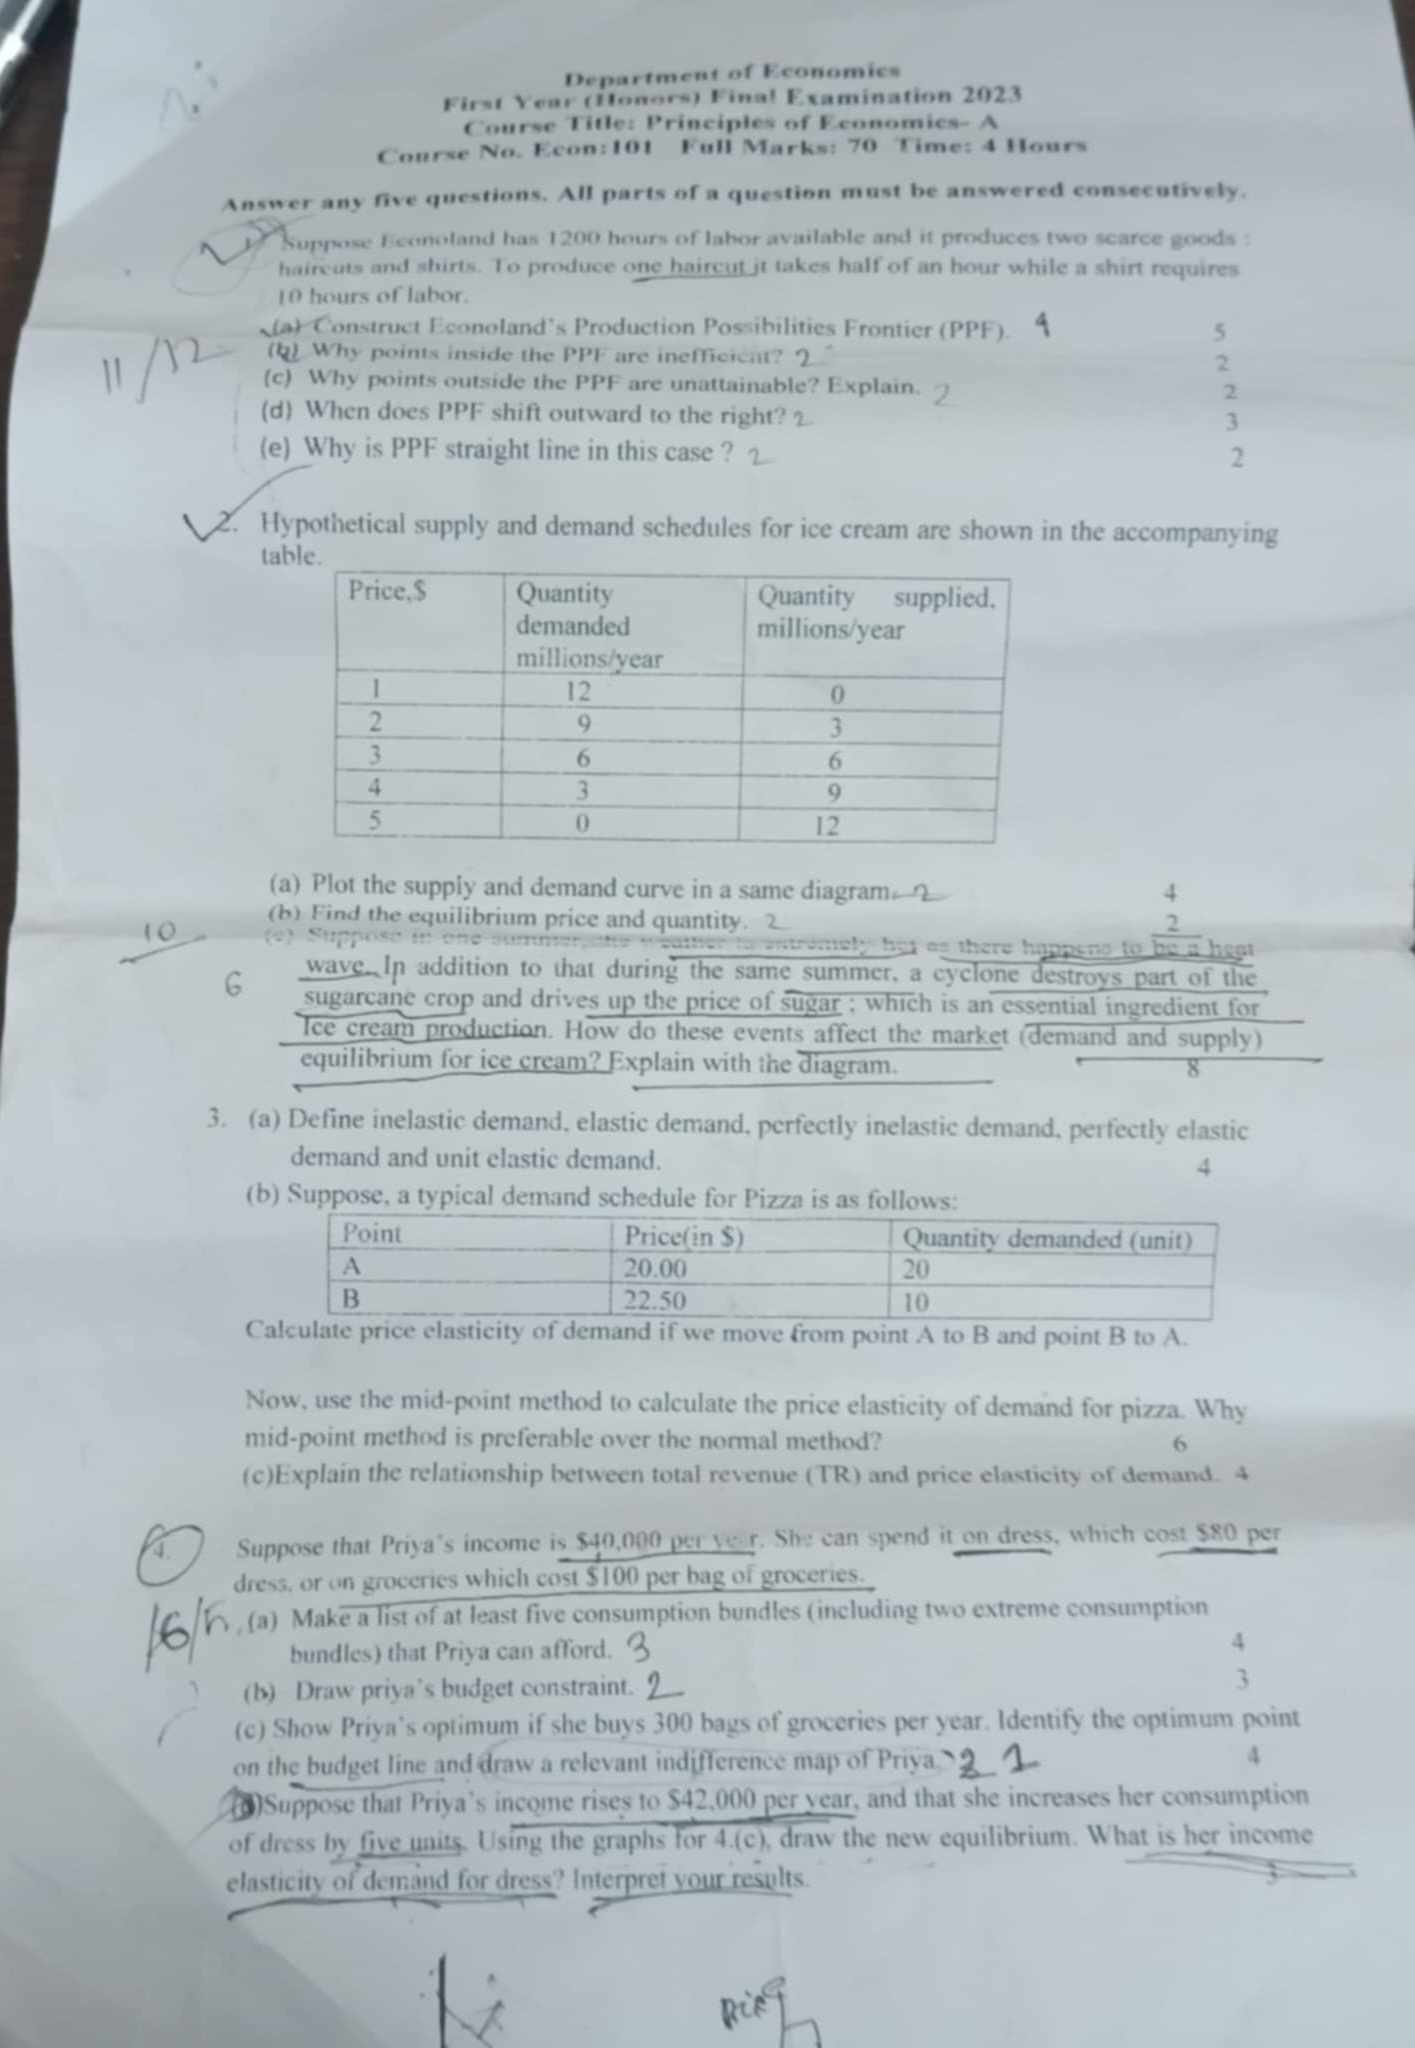 Department of Economics
First Year (Honors) Final Examination 2023
Course Title: Principles of Economics- A
Course No. Econ:101 Full Marks: 70 Time: 4 Hours
Answer any five questions. All parts of a question must be answered consecutively.
Suppose Econoland has 1200 hours of labor available and it produces two scarce goods :
haircuts and shirts. To produce one haircut it takes half of an hour while a shirt requires
10 hours of labor.
(a) Construct Econoland's Production Possibilities Frontier (PPF). 4 5
(b) Why points inside the PPF are inefficient? 2 2
11/12
(c) Why points outside the PPF are unattainable? Explain. 2 2
(d) When does PPF shift outward to the right? 2 3
(e) Why is PPF straight line in this case ? 2 2
2. Hypothetical supply and demand schedules for ice cream are shown in the accompanying
table.
Price,$ Quantity demanded millions/year Quantity supplied, millions/year
1 12 0
2 9 3
3 6 6
4 3 9
5 0 12
(a) Plot the supply and demand curve in a same diagram. 2 4
(b) Find the equilibrium price and quantity. 2 2
10
(c) Suppose in one summer, the weather is extremely hot as there happens to be a heat
wave. In addition to that during the same summer, a cyclone destroys part of the
6
sugarcane crop and drives up the price of sugar ; which is an essential ingredient for
Ice cream production. How do these events affect the market (demand and supply)
equilibrium for ice cream? Explain with the diagram. 8
3. (a) Define inelastic demand, elastic demand, perfectly inelastic demand, perfectly elastic
demand and unit elastic demand. 4
(b) Suppose, a typical demand schedule for Pizza is as follows:
Point Price(in $) Quantity demanded (unit)
A 20.00 20
B 22.50 10
Calculate price elasticity of demand if we move from point A to B and point B to A.
Now, use the mid-point method to calculate the price elasticity of demand for pizza. Why
mid-point method is preferable over the normal method? 6
(c)Explain the relationship between total revenue (TR) and price elasticity of demand. 4
4. Suppose that Priya's income is $40,000 per year. She can spend it on dress, which cost $80 per
dress, or on groceries which cost $100 per bag of groceries.
(a) Make a list of at least five consumption bundles (including two extreme consumption
bundles) that Priya can afford. 3 4
(b) Draw priya's budget constraint. 2 3
(c) Show Priya's optimum if she buys 300 bags of groceries per year. Identify the optimum point
on the budget line and draw a relevant indifference map of Priya. 1 4
Suppose that Priya's income rises to $42,000 per year, and that she increases her consumption
of dress by five units. Using the graphs for 4.(c), draw the new equilibrium. What is her income
elasticity of demand for dress? Interpret your results. 3